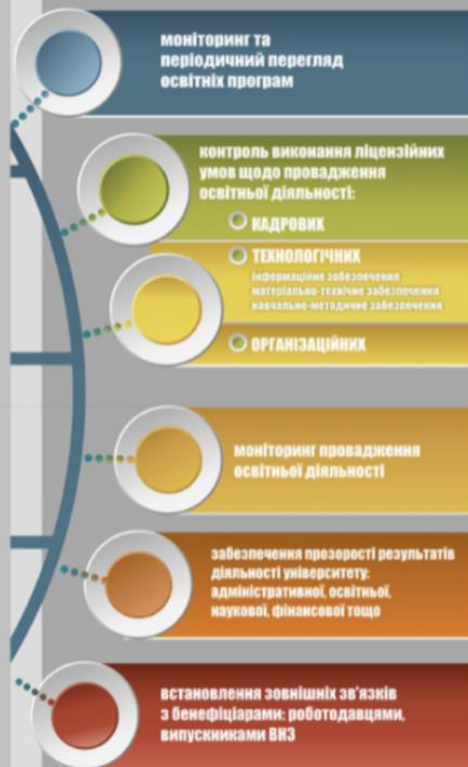 моніторинг та
періодичний перегляд
освітніх програм
контроль виконання ліцензійних
умов щодо провадження
освітньої діяльності:
КАДРОВИХ
ТЕХНОЛОГІЧНИХ
інформаційне забезпечення
матеріально-технічне забезпечення
навчально-методичне забезпечення
ОРГАНІЗАЦІЙНИХ
моніторинг провадження
освітньої діяльності
забезпечення прозорості результатів
діяльності університету:
адміністративної, освітньої,
наукової, фінансової тощо
встановлення зовнішніх зв'язків
з бенефіціарами: роботодавцями,
випускниками ВНЗ